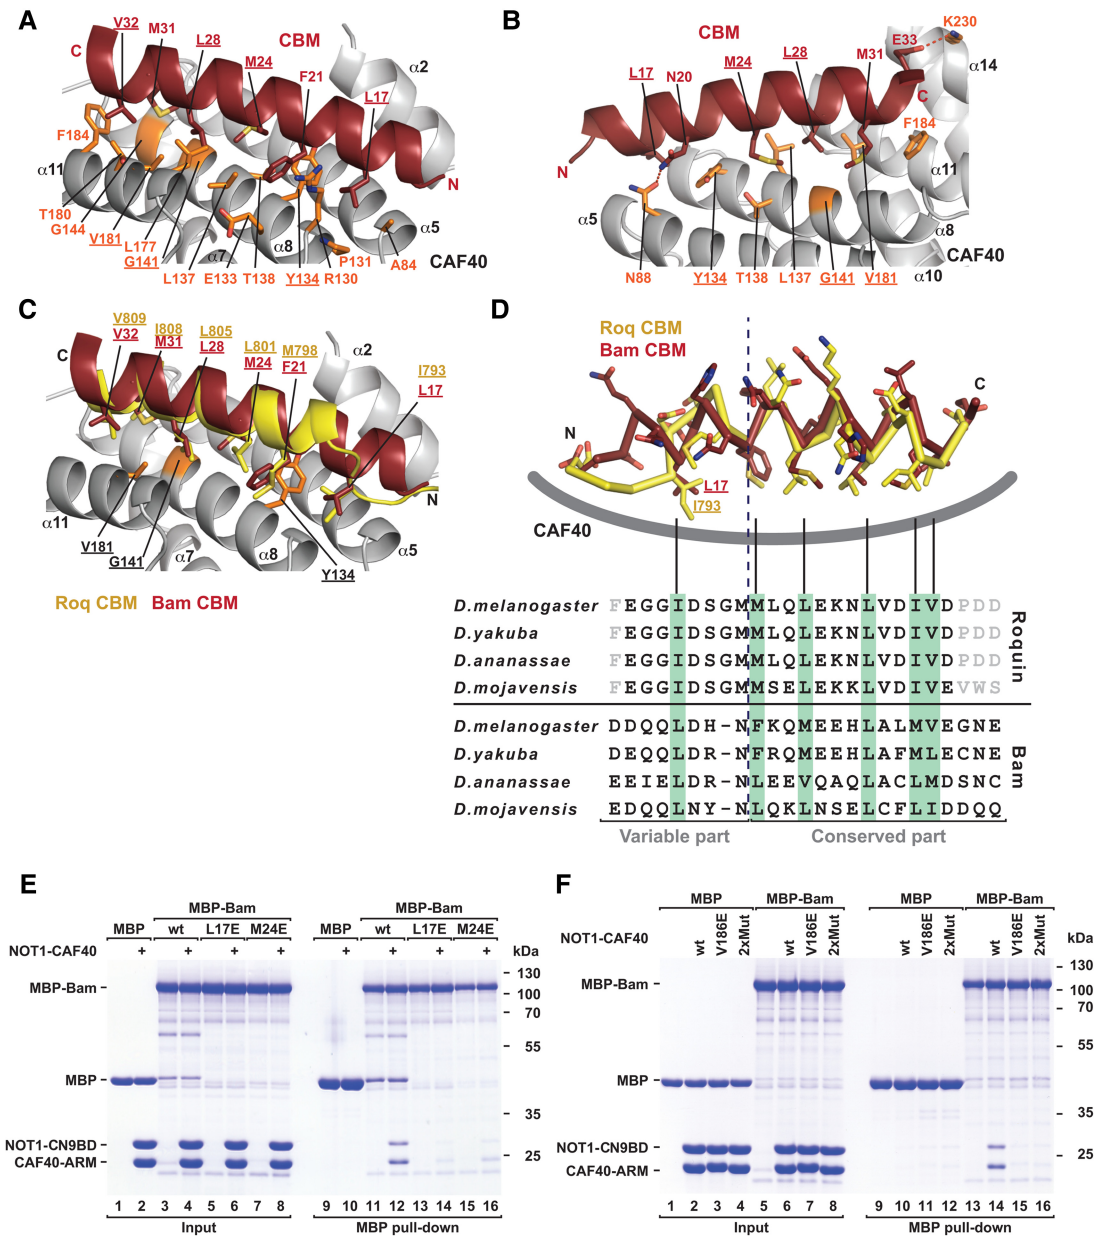 A
V32
M31
L28
CBM
M24
F21
α2
L17
C
F184
α11
N
T180
G144
V181
L177
G141
L137
α7
E133
T138
α8
Y134
R130
P131
A84
α5
CAF40
B
K230
CBM
E33
α14
L17
N20
M24
L28
M31
C
F184
N
α11
α5
α8
CAF40
N88
Y134
T138
L137
G141
V181
α10
C
V809
V32
I808
M31
L805
L28
L801
M24
M798
F21
α2
I793
L17
C
N
α11
V181
G141
α7
α8
Y134
α5
Roq CBM Bam CBM
D
Roq CBM
Bam CBM
C
N
L17
I793
CAF40
D.melanogaster FEGGIDSGMMLQLEKNLVDIVDPDD
D.yakuba FEGGIDSGMMLQLEKNLVDIVDPDD
D.ananassae FEGGIDSGMMLQLEKNLVDIVDPDD
D.mojavensis FEGGIDSGMMSELEKKLVDIVEVWS
Roquin
D.melanogaster DDQQLDH-NFKQMEEHLALMVEGNE
D.yakuba DEQQLDR-NFRQMEEHLAFMLECNE
D.ananassae EEIELDR-NLEEVQAQLACLMDSNC
D.mojavensis EDQQLNY-NLQKLNSELCFLIDDQQ
Bam
Variable part Conserved part
E
MBP-Bam MBP-Bam
MBP wt L17E M24E MBP wt L17E M24E
NOT1-CAF40 + + + + + + + + kDa
MBP-Bam
MBP
NOT1-CN9BD
CAF40-ARM
130
100
70
55
35
25
1 2 3 4 5 6 7 8 9 10 11 12 13 14 15 16
Input MBP pull-down
F
MBP MBP-Bam MBP MBP-Bam
NOT1-CAF40 wt V186E 2xMut wt V186E 2xMut wt V186E 2xMut wt V186E 2xMut kDa
MBP-Bam
MBP
NOT1-CN9BD
CAF40-ARM
130
100
70
55
35
25
1 2 3 4 5 6 7 8 9 10 11 12 13 14 15 16
Input MBP pull-down